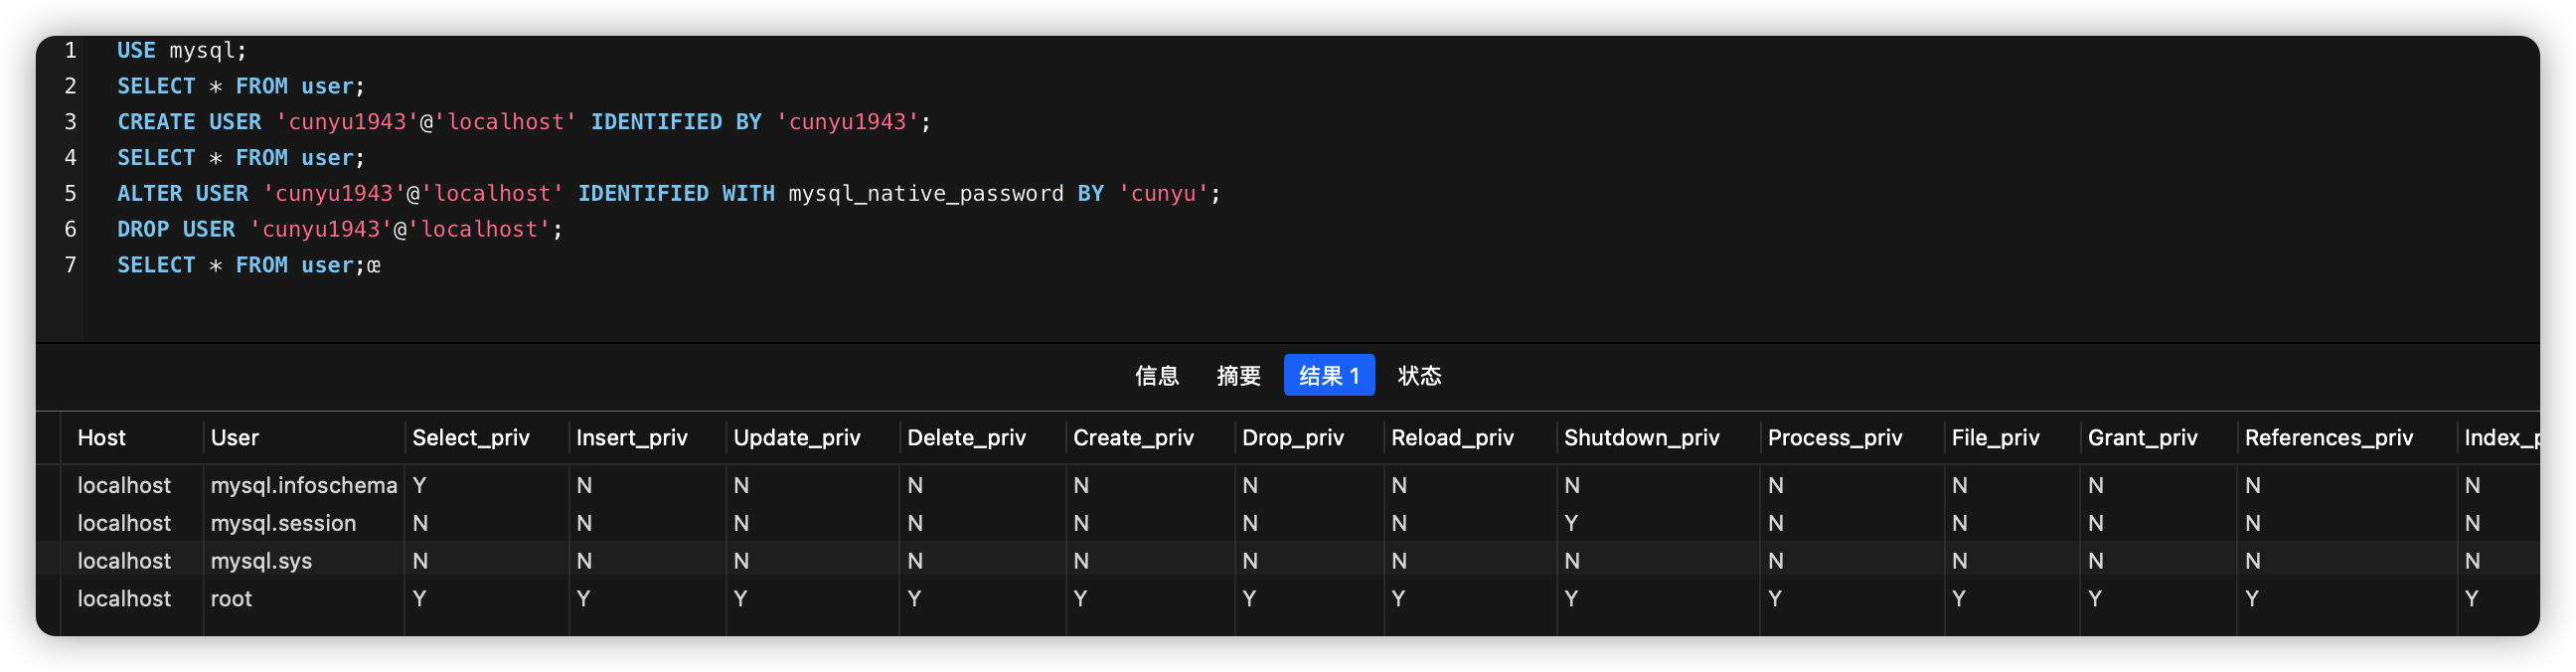 1 USE mysql;
2 SELECT * FROM user;
3 CREATE USER 'cunyu1943'@'localhost' IDENTIFIED BY 'cunyu1943';
4 SELECT * FROM user;
5 ALTER USER 'cunyu1943'@'localhost' IDENTIFIED WITH mysql_native_password BY 'cunyu';
6 DROP USER 'cunyu1943'@'localhost';
7 SELECT * FROM user;œ
信息 摘要 结果 1 状态
Host User Select_priv Insert_priv Update_priv Delete_priv Create_priv Drop_priv Reload_priv Shutdown_priv Process_priv File_priv Grant_priv References_priv Index_p
localhost mysql.infoschema Y N N N N N N N N N N N N
localhost mysql.session N N N N N N N Y N N N N N
localhost mysql.sys N N N N N N N N N N N N N
localhost root Y Y Y Y Y Y Y Y Y Y Y Y Y